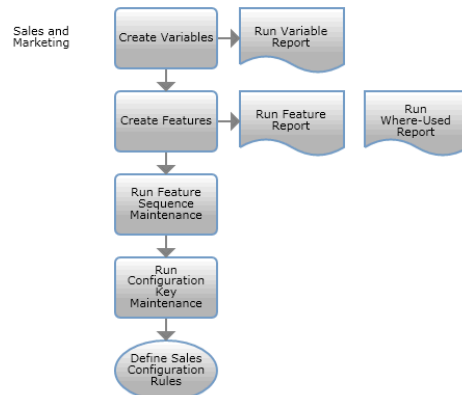 Sales and
Marketing
Create Variables
Run Variable
Report
Create Features
Run Feature
Report
Run
Where-Used
Report
Run Feature
Sequence
Maintenance
Run
Configuration
Key
Maintenance
Define Sales
Configuration
Rules